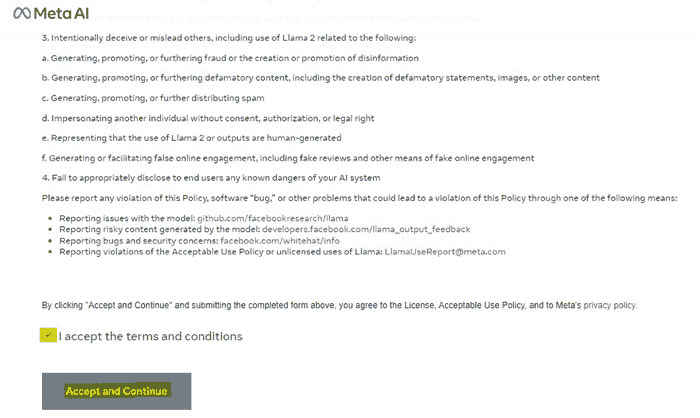 Meta AI
3. Intentionally deceive or mislead others, including use of Llama 2 related to the following:
a. Generating, promoting, or furthering fraud or the creation or promotion of disinformation
b. Generating, promoting, or furthering defamatory content, including the creation of defamatory statements, images, or other content
c. Generating, promoting, or further distributing spam
d. Impersonating another individual without consent, authorization, or legal right
e. Representing that the use of Llama 2 or outputs are human-generated
f. Generating or facilitating false online engagement, including fake reviews and other means of fake online engagement
4. Fail to appropriately disclose to end users any known dangers of your AI system
Please report any violation of this Policy, software “bug,” or other problems that could lead to a violation of this Policy through one of the following means:
• Reporting issues with the model: github.com/facebookresearch/llama
• Reporting risky content generated by the model: developers.facebook.com/llama_output_feedback
• Reporting bugs and security concerns: facebook.com/whitehat/info
• Reporting violations of the Acceptable Use Policy or unlicensed uses of Llama: LlamaUseReport@meta.com
By clicking "Accept and Continue" and submitting the completed form above, you agree to the License, Acceptable Use Policy, and to Meta's privacy policy.
I accept the terms and conditions
Accept and Continue